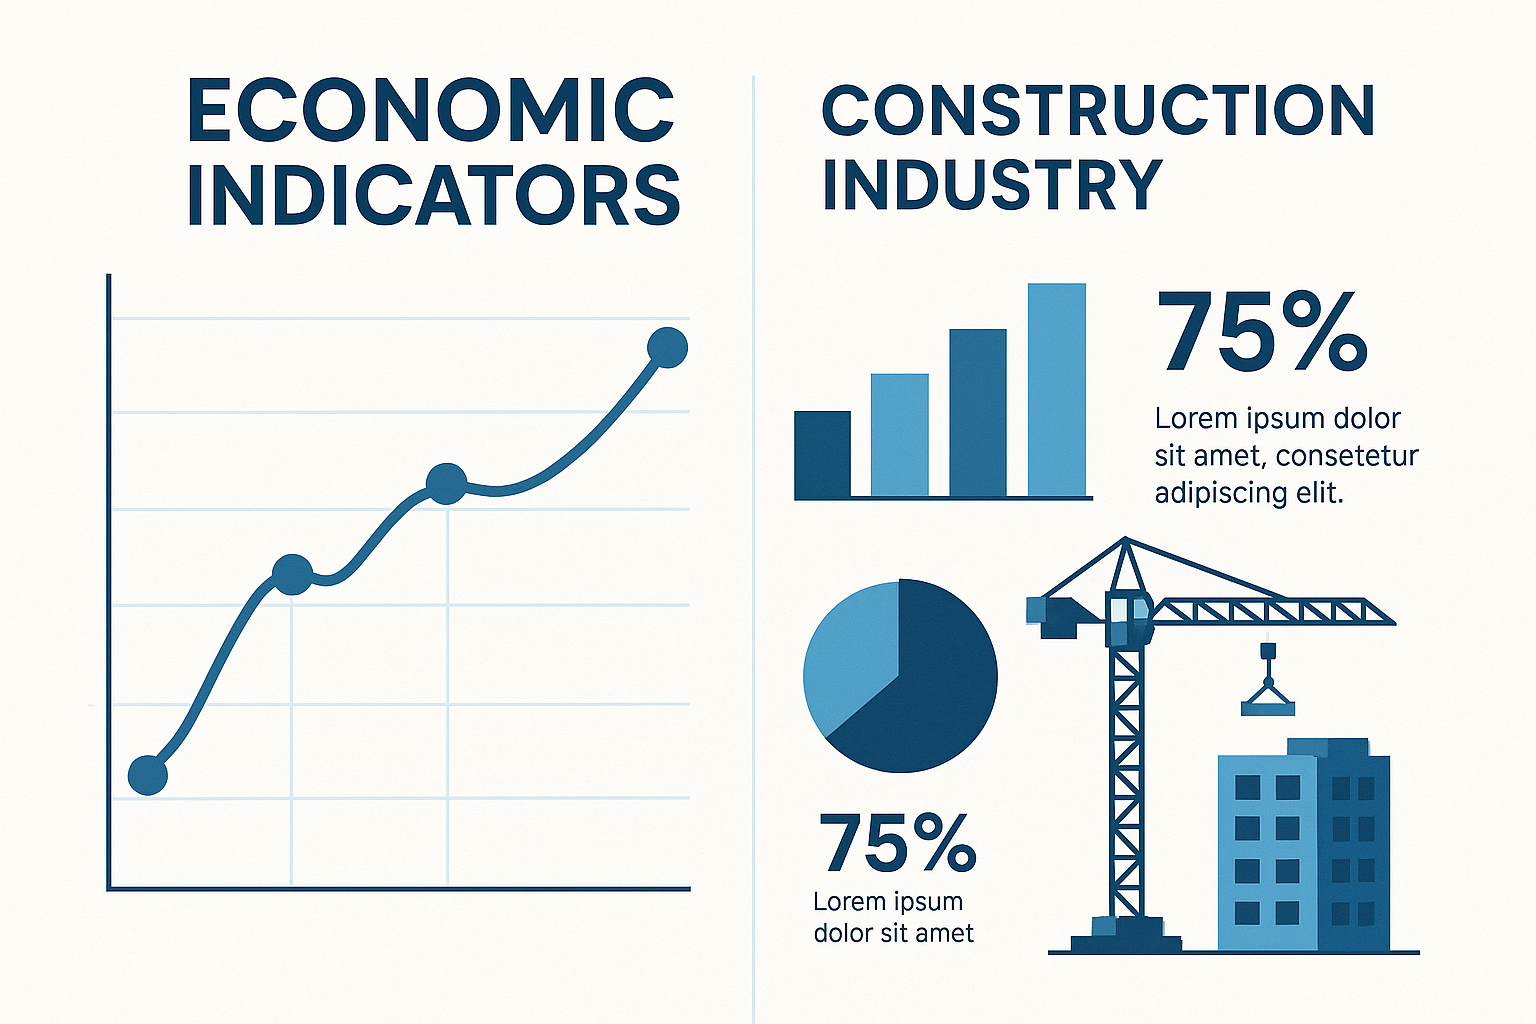 ECONOMIC
INDICATORS
CONSTRUCTION
INDUSTRY
75%
Lorem ipsum dolor
sit amet, consetetur
adipiscing elit.
75%
Lorem ipsum
dolor sit amet